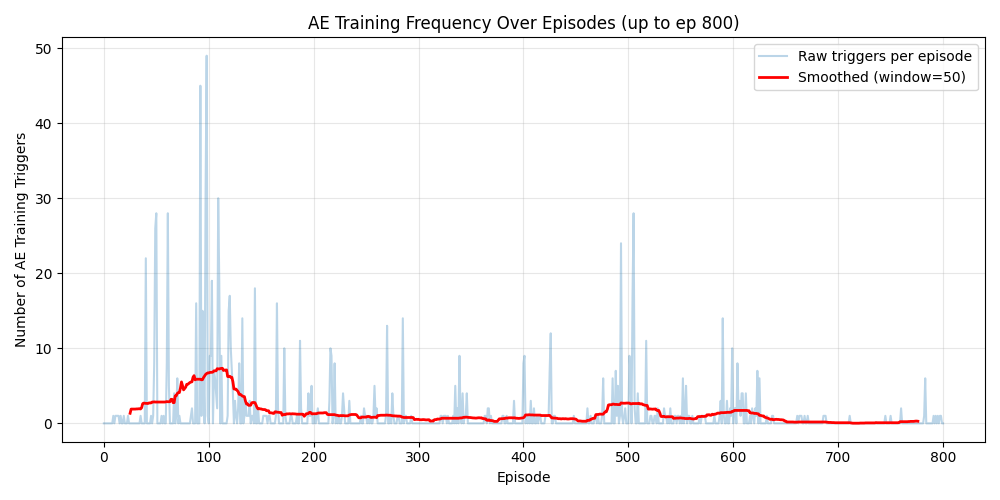 AE Training Frequency Over Episodes (up to ep 800)
Raw triggers per episode
Smoothed (window=50)
Number of AE Training Triggers
50
40
30
20
10
0
0 100 200 300 400 500 600 700 800
Episode